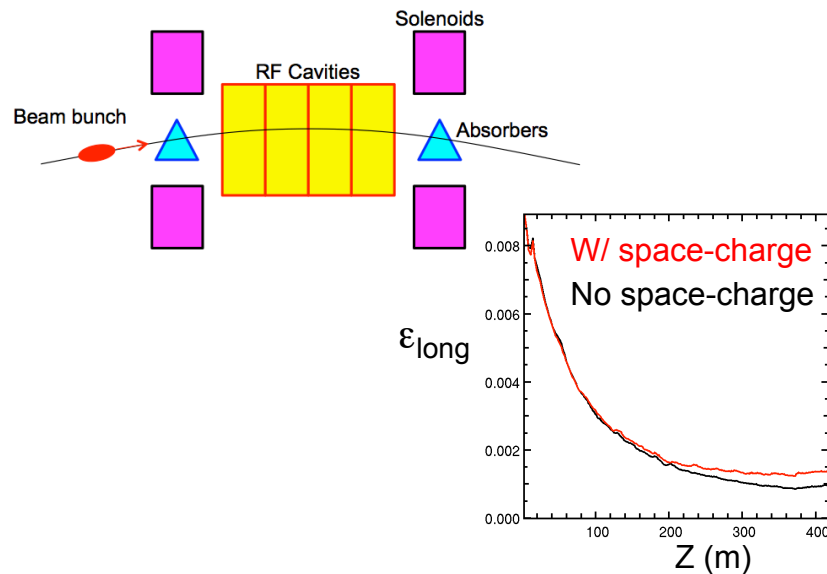 Solenoids
RF Cavities
Beam bunch
Absorbers
W/ space-charge
No space-charge
εlong
0.008
0.006
0.004
0.002
0.000
100
200
300
400
Z (m)